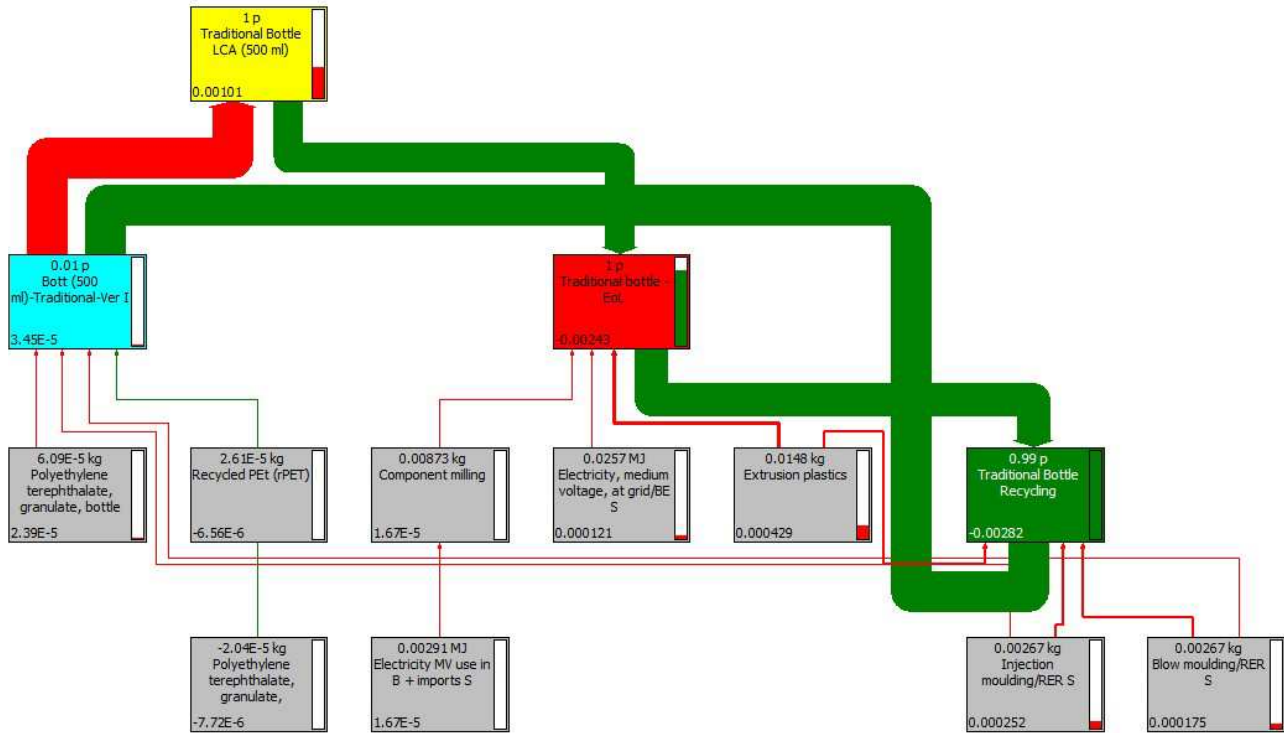 1 p
Traditional Bottle
LCA (500 ml)
0.00101
0.01 p
Bott (500
ml)-Traditional-Ver I
3.45E-5
1 p
Traditional bottle -
EoL
-0.00243
6.09E-5 kg
Polyethylene
terephthalate,
granulate, bottle
2.39E-5
2.61E-5 kg
Recycled PEt (rPET)
-6.56E-6
0.00873 kg
Component milling
1.67E-5
0.0257 MJ
Electricity, medium
voltage, at grid/BE
S
0.000121
0.0148 kg
Extrusion plastics
0.000429
0.99 p
Traditional Bottle
Recycling
-0.00282
-2.04E-5 kg
Polyethylene
terephthalate,
granulate,
-7.72E-6
0.00291 MJ
Electricity MV use in
B + imports S
1.67E-5
0.00267 kg
Injection
moulding/RER S
0.000252
0.00267 kg
Blow moulding/RER
S
0.000175